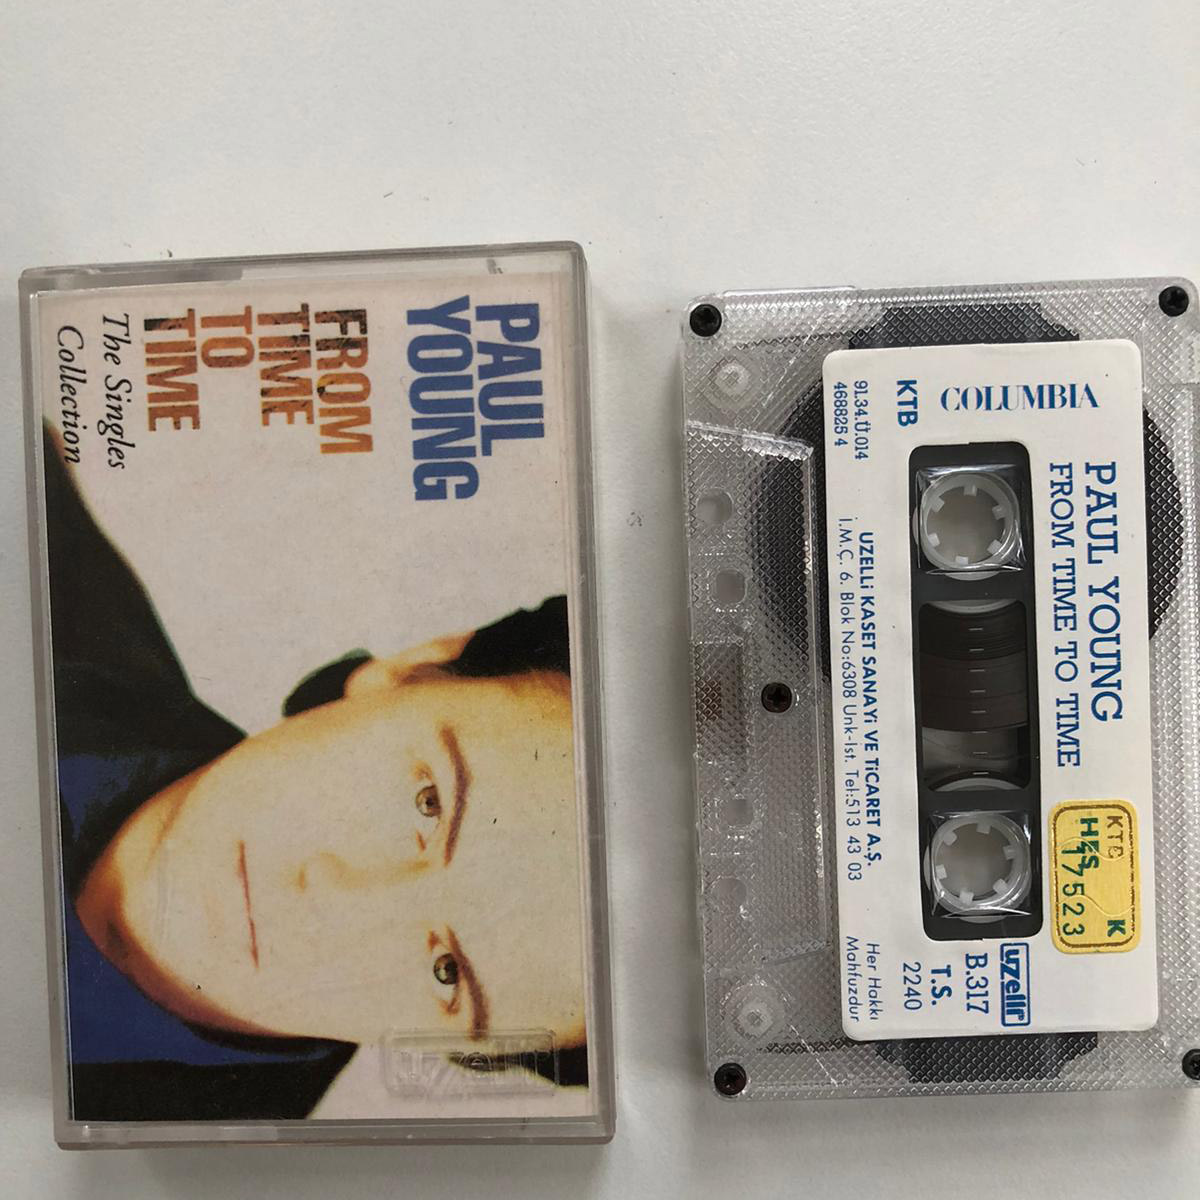 PAUL
YOUNG
FROM
TIME
TO
TIME
The Singles
Collection
uzelli
COLUMBIA
PAUL YOUNG
FROM TIME TO TIME
KTB
91.34.Ü.014
468825 4
KTB
HES K
17523
uzelli
B.317
T.S.
2240
UZELLİ KASET SANAYİ VE TİCARET A.Ş.
İ.M.Ç. 6. Blok No:6308 Unk-İst. Tel:513 43 03
Her Hakkı
Mahfuzdur